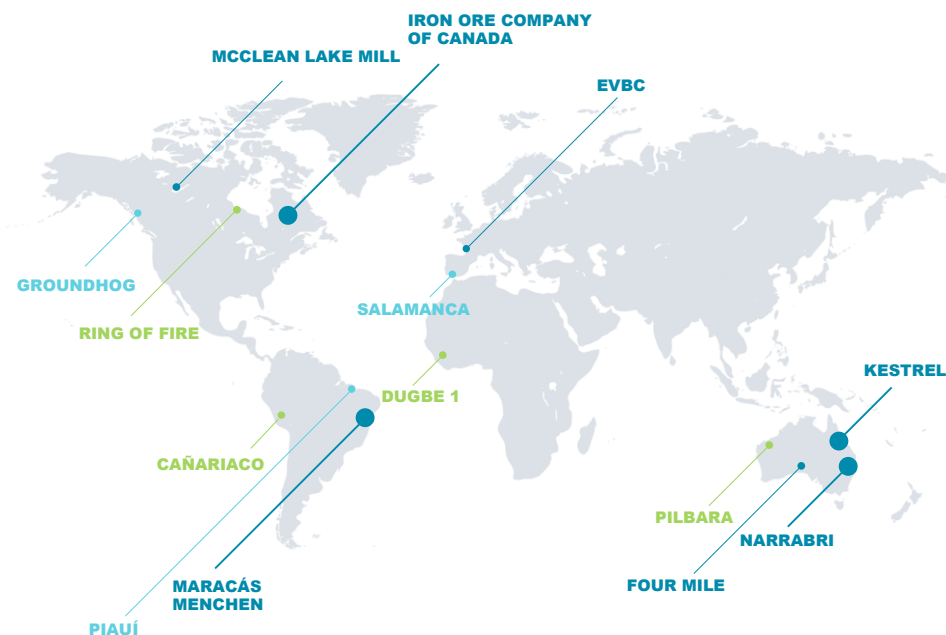 IRON ORE COMPANY
OF CANADA
MCCLEAN LAKE MILL
EVBC
GROUNDHOG
SALAMANCA
RING OF FIRE
KESTREL
DUGBE 1
CAÑARIACO
PILBARA
NARRABRI
MARACÁS
MENCHEN
FOUR MILE
PIAUÍ